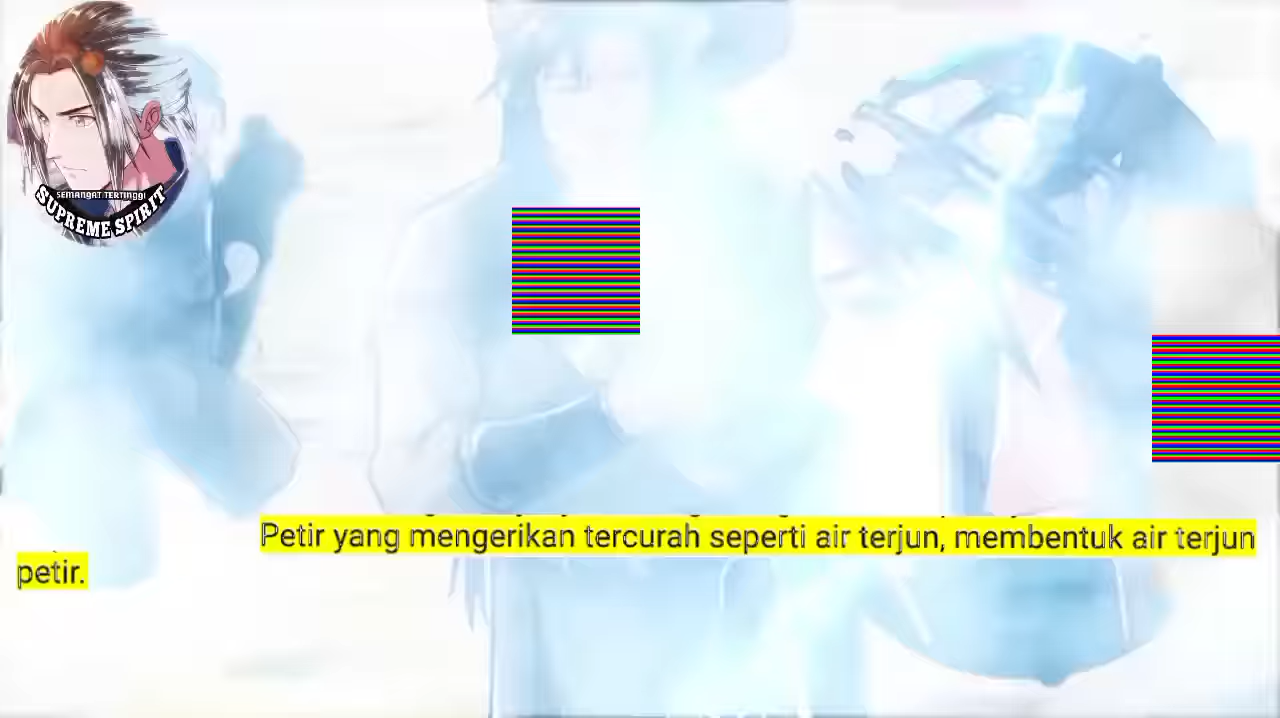 SEMANGAT TERTINGGI
SUPREME SPIRIT
Petir yang mengerikan tercurah seperti air terjun, membentuk air terjun
petir.